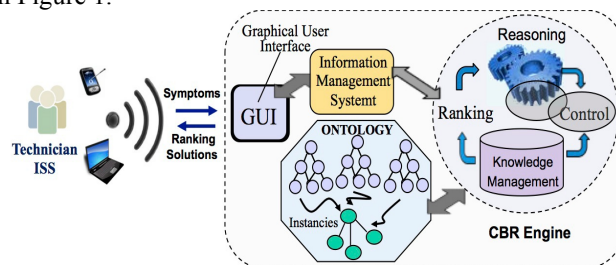 n Figure 1.
Graphical User
Interface
Information
Management
Systemt
GUI
Symptoms
Ranking
Solutions
Technician
ISS
ONTOLOGY
Instancies
Reasoning
Ranking
Control
Knowledge
Management
CBR Engine